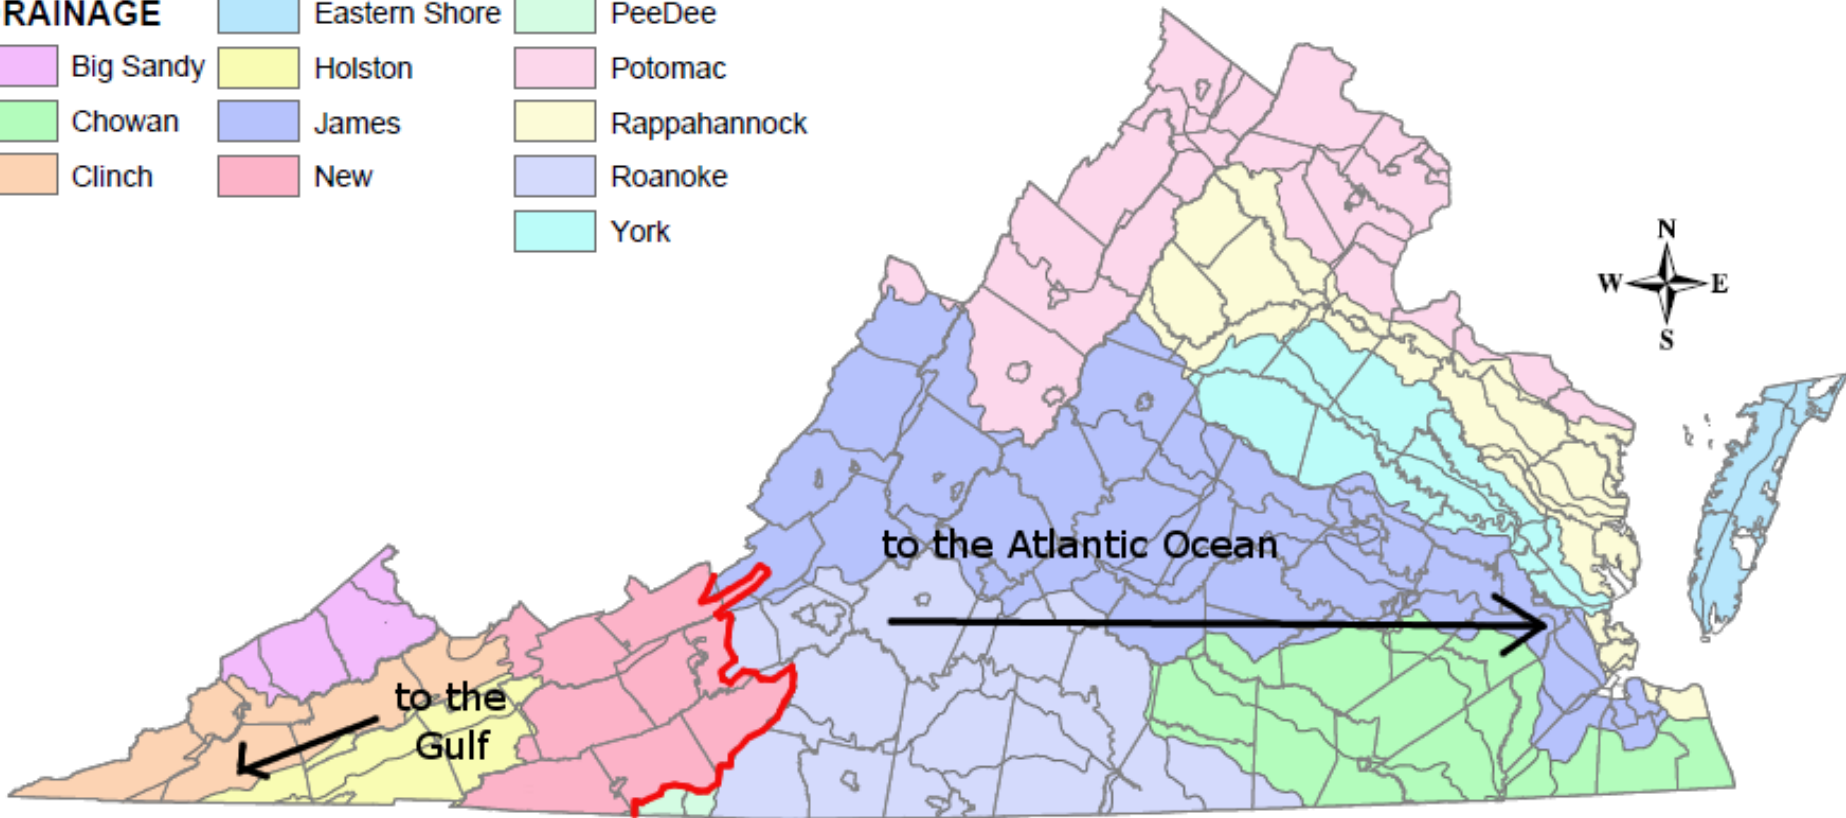 RAINAGE
Big Sandy
Chowan
Clinch
Eastern Shore
Holston
James
New
PeeDee
Potomac
Rappahannock
Roanoke
York
N
W E
S
to the Atlantic Ocean
to the
Gulf